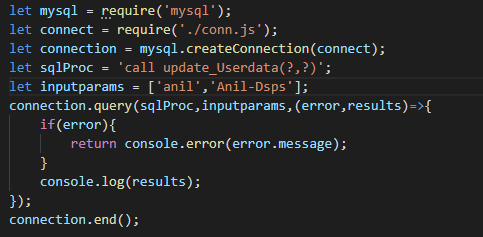 let mysql = require('mysql');
let connect = require('./conn.js');
let connection = mysql.createConnection(connect);
let sqlProc = 'call update_Userdata(?,?)';
let inputparams = ['anil','Anil-Dsps'];
connection.query(sqlProc,inputparams,(error,results)=>{
    if(error){
        return console.error(error.message);
    }
    console.log(results);
});
connection.end();